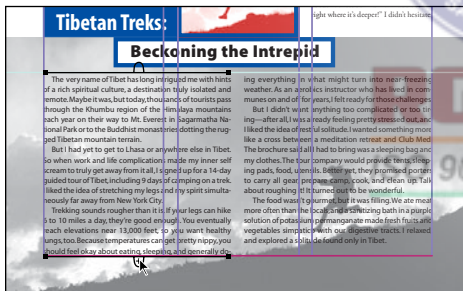 Tibetan Treks:
right where it's deeper!" I didn't hesitate,
Beckoning the Intrepid
The very name of Tibet has long intrigued me with hints
of a rich spiritual culture, a destination truly isolated and
remote. Maybe it was, but today, thousands of tourists pass
through the Khumbu region of the Himalaya mountains
each year on their way to Mt. Everest in Sagarmatha Na-
tional Park or to the Buddhist monasteries dotting the rug-
ged Tibetan mountain terrain.
But I had yet to get to Lhasa or anywhere else in Tibet.
So when work and life complications made my inner self
scream to truly get away from it all, I signed up for a 14-day
guided tour of Tibet, including 9 days of camping on a trek.
I liked the idea of stretching my legs and my spirit simulta-
neously far away from New York City.
Trekking sounds rougher than it is. If your legs can hike
5 to 10 miles a day, they're good enough. You eventually
reach elevations near 13,000 feet, so you want healthy
lungs, too. Because temperatures can get pretty nippy, you
should feel okay about eating, sleeping, and generally do-
ing everything in what might turn into near-freezing
weather. As an aerobics instructor who has lived in com-
munes on and off for years, I felt ready for those challenges.
But I didn't want anything too complicated or too tir-
ing—after all, I was already feeling pretty stressed out, and
I liked the idea of restful solitude. I wanted something more
like a cross between a meditation retreat and Club Med.
The brochure said all I had to bring was a sleeping bag and
my clothes. The tour company would provide tents, sleep-
ing pads, food, utensils. Better yet, they promised porters
to carry all gear, prepare camp, cook, and clean up. Talk
about roughing it! It turned out to be wonderful.
The food wasn't gourmet, but it was filling. We ate meat
more often than the locals, and a sanitizing bath in a purple
solution of potassium permanganate made fresh fruits and
vegetables simpatico with our digestive tracts. I relaxed
and explored a solitude found only in Tibet.